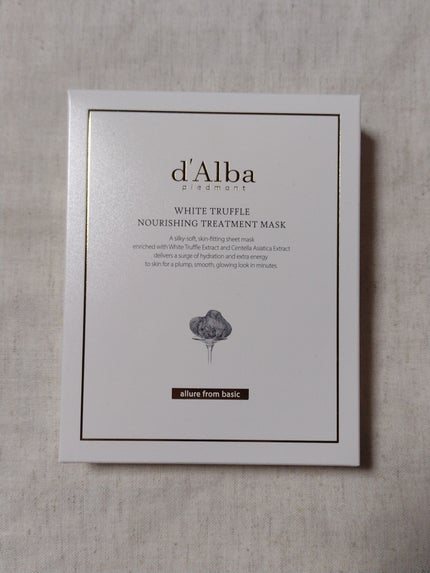 d'Alba
piedmont
WHITE TRUFFLE
NOURISHING TREATMENT MASK
A silky-soft, skin-fitting sheet mask
enriched with White Truffle Extract and Centella Asiatica Extract
delivers a surge of hydration and extra energy
to skin for a plump, smooth, glowing look in minutes.
allure from basic